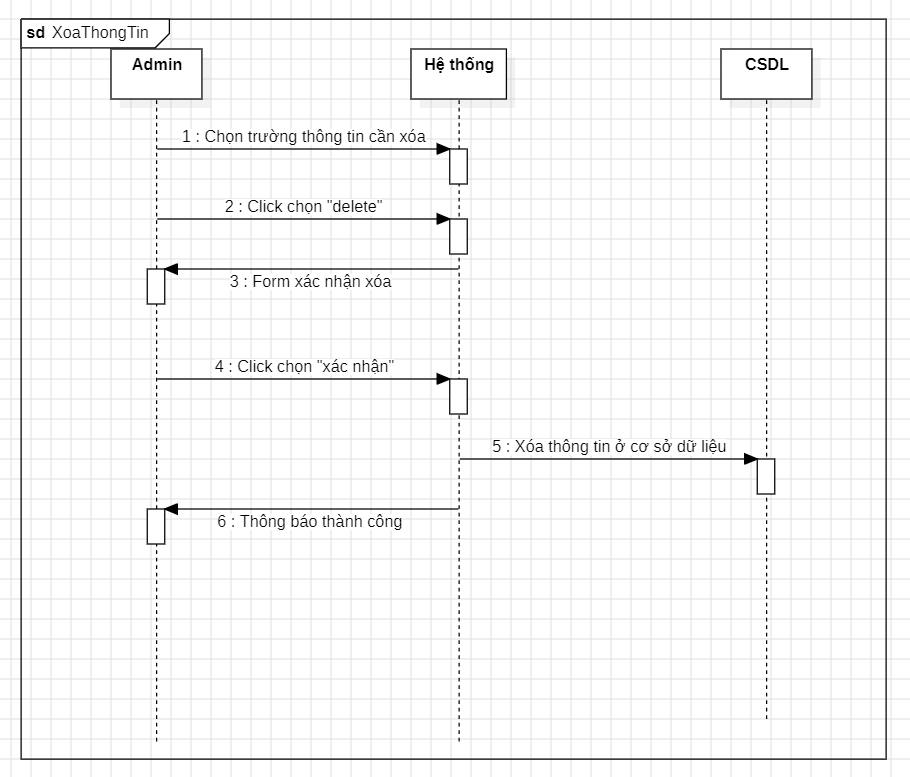 sd XoaThongTin
Admin
Hệ thống
CSDL
1 : Chọn trường thông tin cần xóa
2 : Click chọn "delete"
3 : Form xác nhận xóa
4 : Click chọn "xác nhận"
5 : Xóa thông tin ở cơ sở dữ liệu
6 : Thông báo thành công